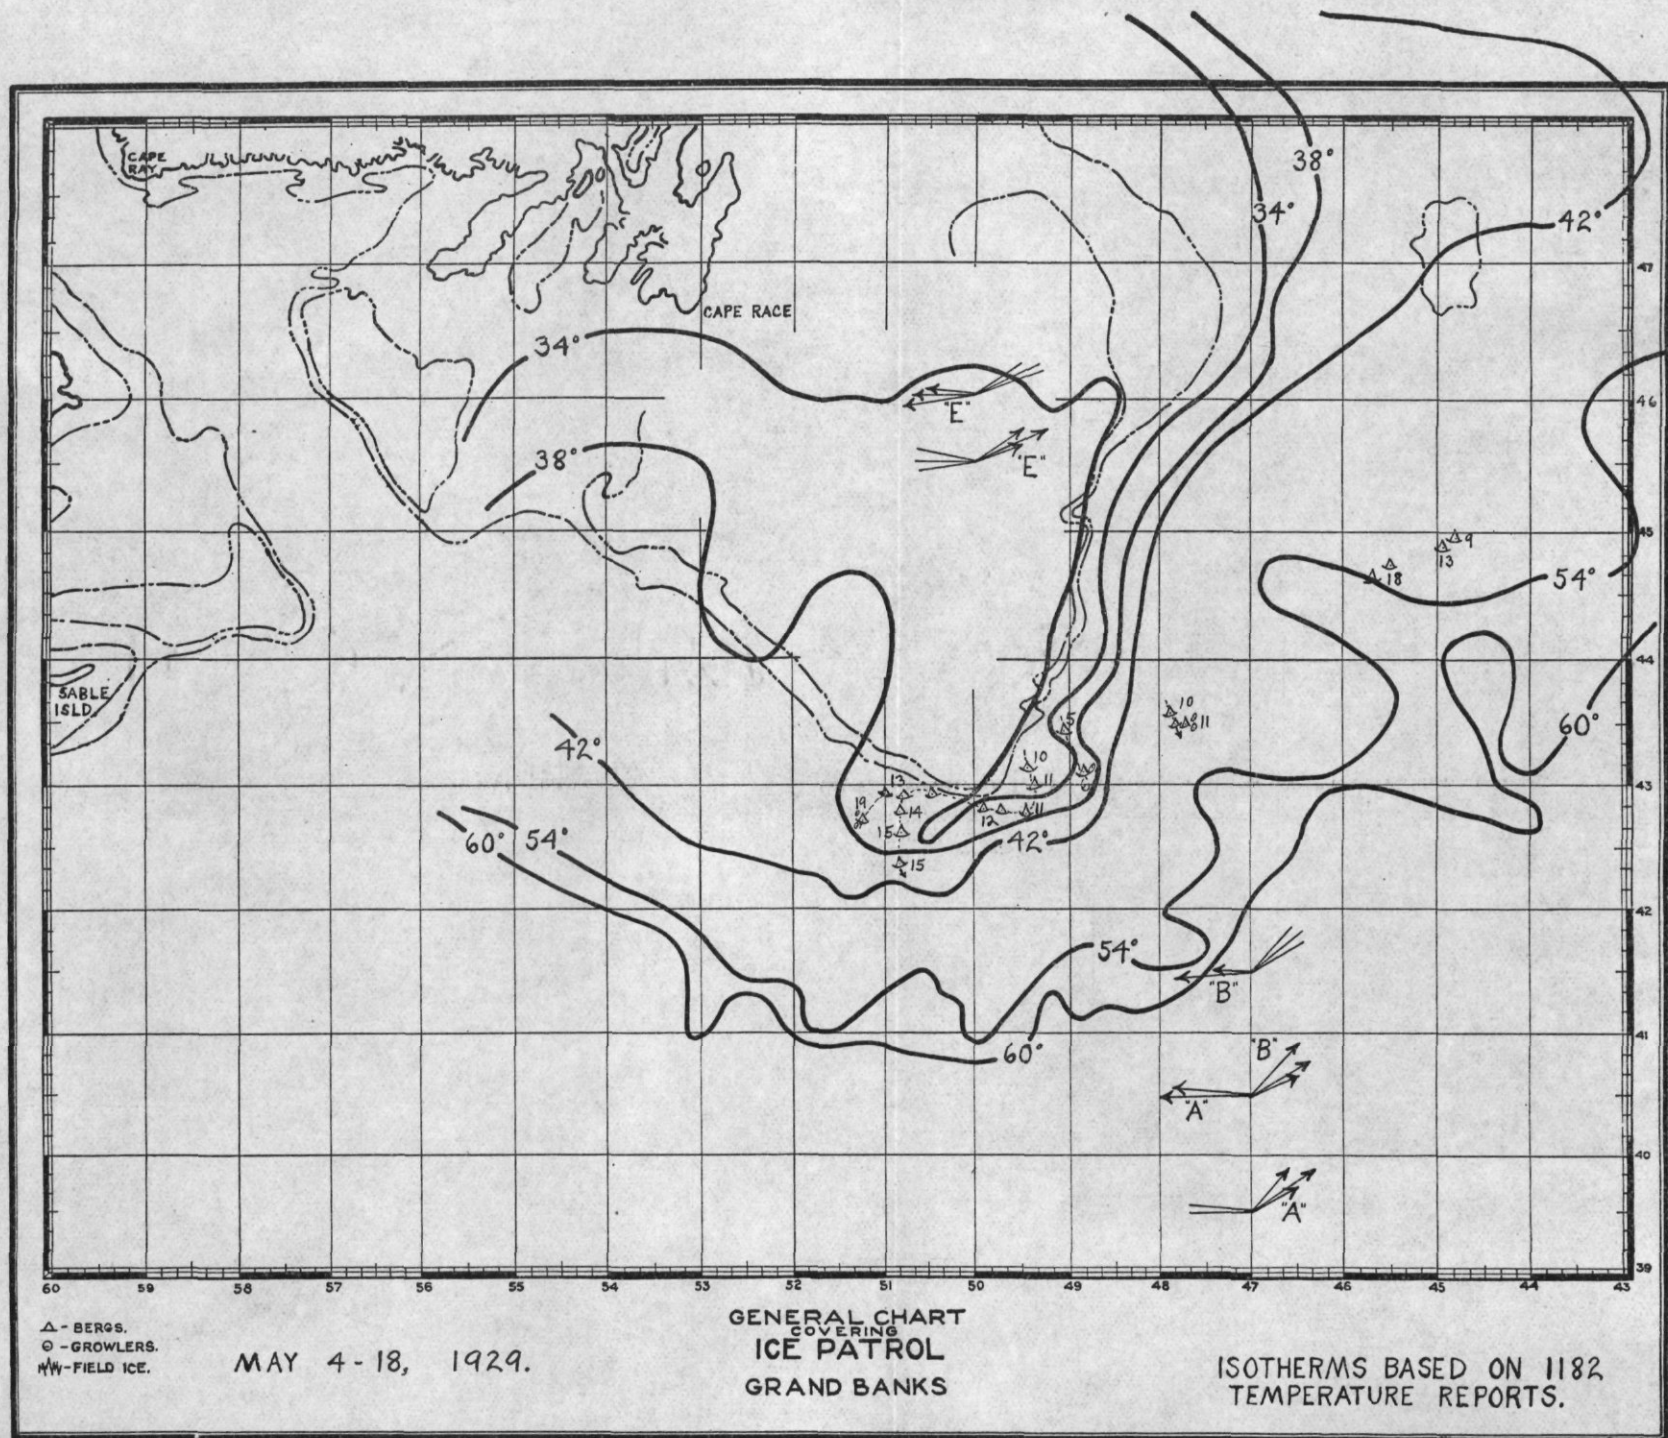 38°
34°
42°
CAPE
RAY
47
CAPE RACE
34°
46
"E"
"E"
38°
45
9
13
18
54°
44
SABLE
ISLD.
10
11
5
60°
42°
10
11
43
13
19
14
12
11
15
42°
60° 54°
15
42
54°
"B"
41
60°
"B"
"A"
40
"A"
39
60 59 58 57 56 55 54 53 52 51 50 49 48 47 46 45 44 43
△ - BERGS.
⊙ - GROWLERS.
-FIELD ICE.
MAY 4-18, 1929.
GENERAL CHART
COVERING
ICE PATROL
GRAND BANKS
ISOTHERMS BASED ON 1182
TEMPERATURE REPORTS.